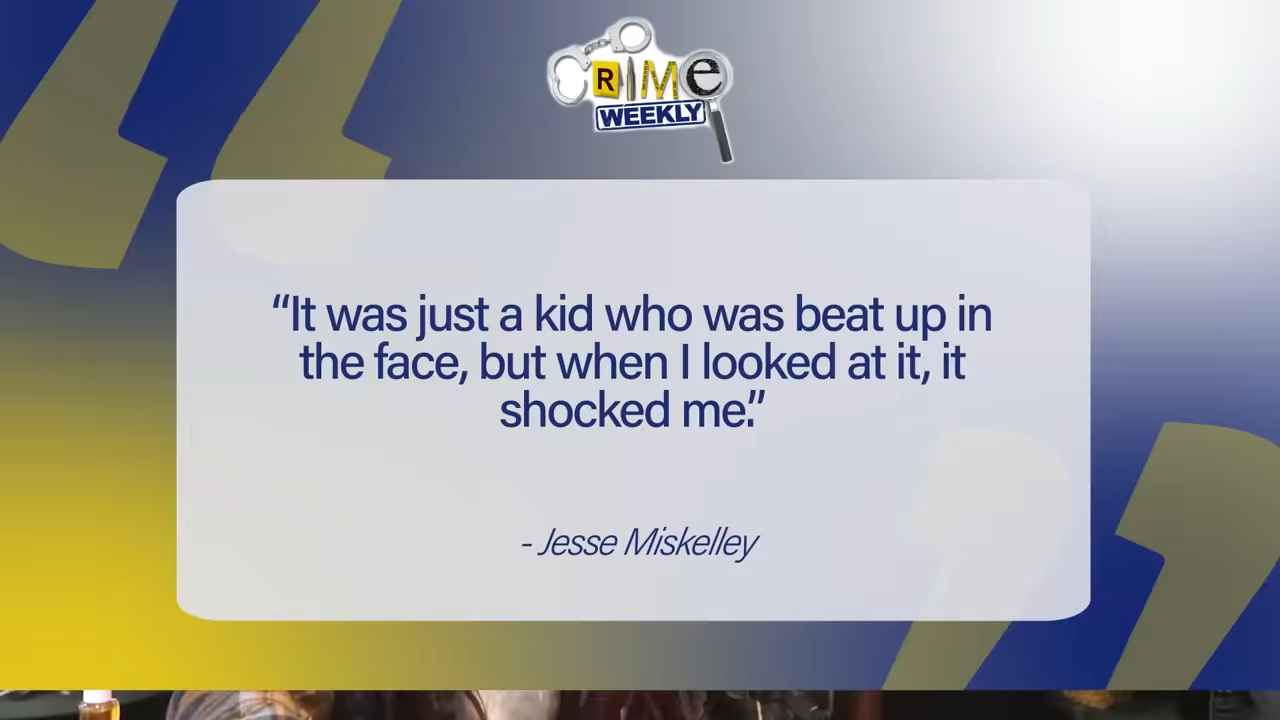 CRIME
WEEKLY
“It was just a kid who was beat up in
the face, but when I looked at it, it
shocked me.”
- Jesse Miskelley